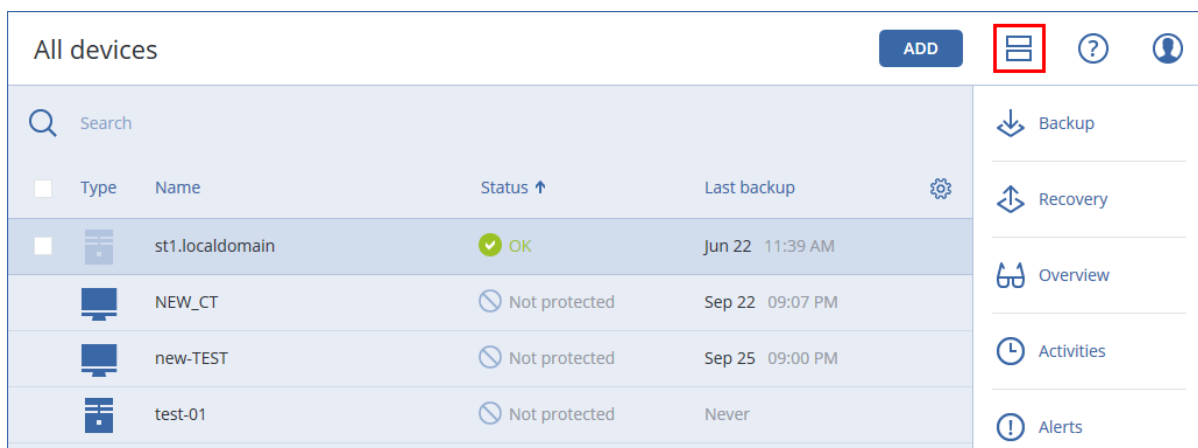 All devices ADD ?
Search
Type Name Status ↑ Last backup
st1.localdomain OK Jun 22 11:39 AM
NEW_CT Not protected Sep 22 09:07 PM
new-TEST Not protected Sep 25 09:00 PM
test-01 Not protected Never
Backup
Recovery
Overview
Activities
Alerts